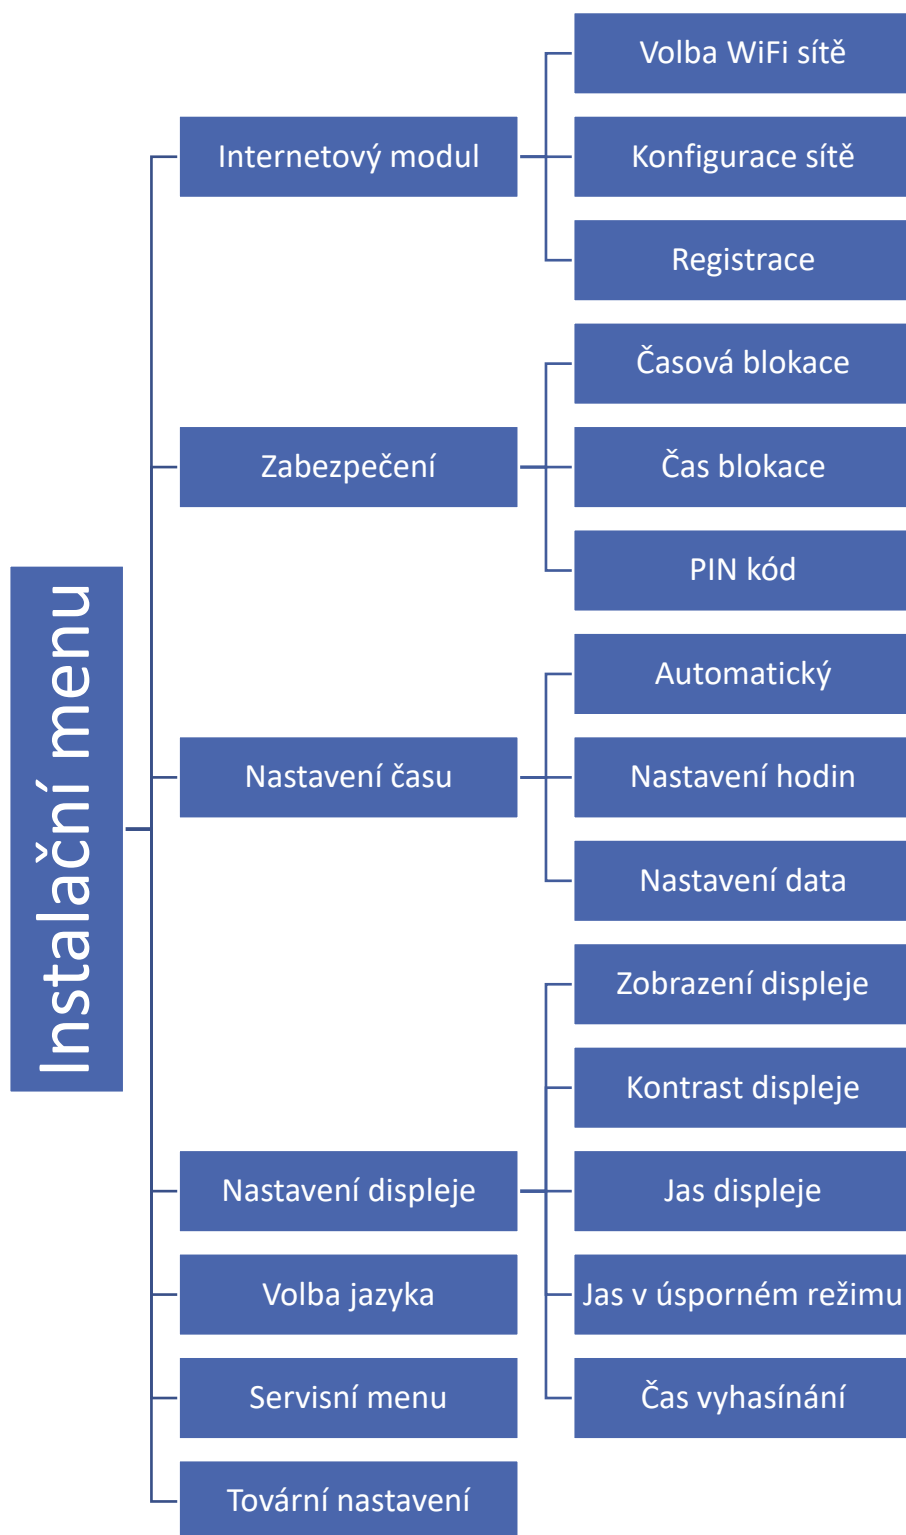 Instalační menu
Internetový modul
Volba WiFi sítě
Konfigurace sítě
Registrace
Zabezpečení
Časová blokace
Čas blokace
PIN kód
Nastavení času
Automatický
Nastavení hodin
Nastavení data
Nastavení displeje
Zobrazení displeje
Kontrast displeje
Jas displeje
Jas v úsporném režimu
Čas vyhasínání
Volba jazyka
Servisní menu
Tovární nastavení